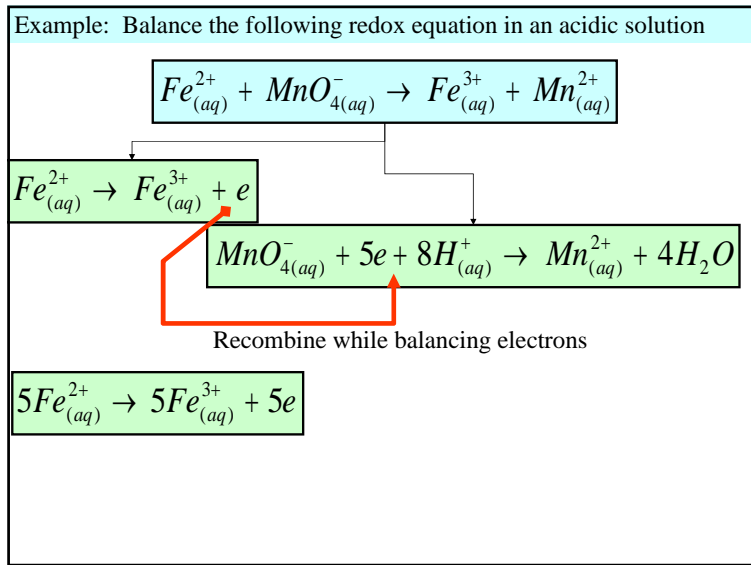 Example: Balance the following redox equation in an acidic solution
Fe²⁺₍aq₎ + MnO₄⁻₍aq₎ → Fe³⁺₍aq₎ + Mn²⁺₍aq₎
Fe²⁺₍aq₎ → Fe³⁺₍aq₎ + e
MnO₄⁻₍aq₎ + 5e + 8H⁺₍aq₎ → Mn²⁺₍aq₎ + 4H₂O
Recombine while balancing electrons
5Fe²⁺₍aq₎ → 5Fe³⁺₍aq₎ + 5e